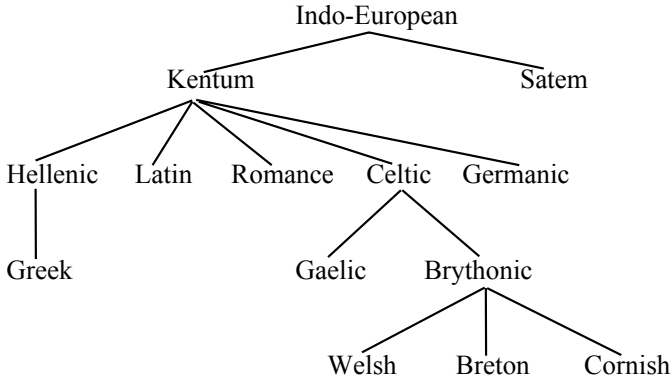 Indo-European
Kentum Satem
Hellenic Latin Romance Celtic Germanic
Greek Gaelic Brythonic
Welsh Breton Cornish